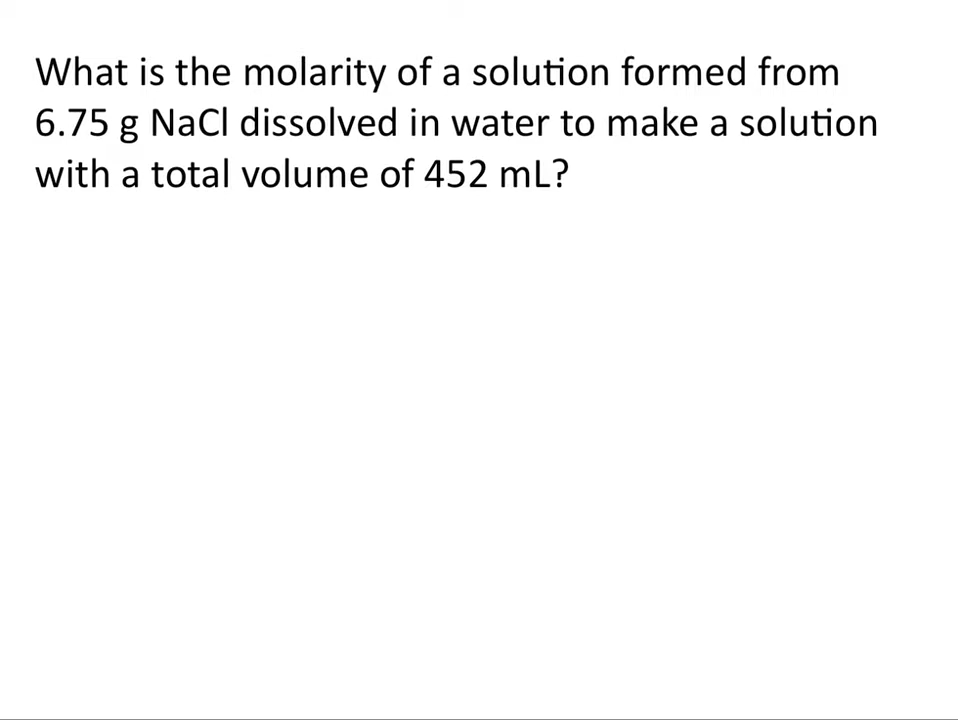 What is the molarity of a solution formed from
6.75 g NaCl dissolved in water to make a solution
with a total volume of 452 mL?